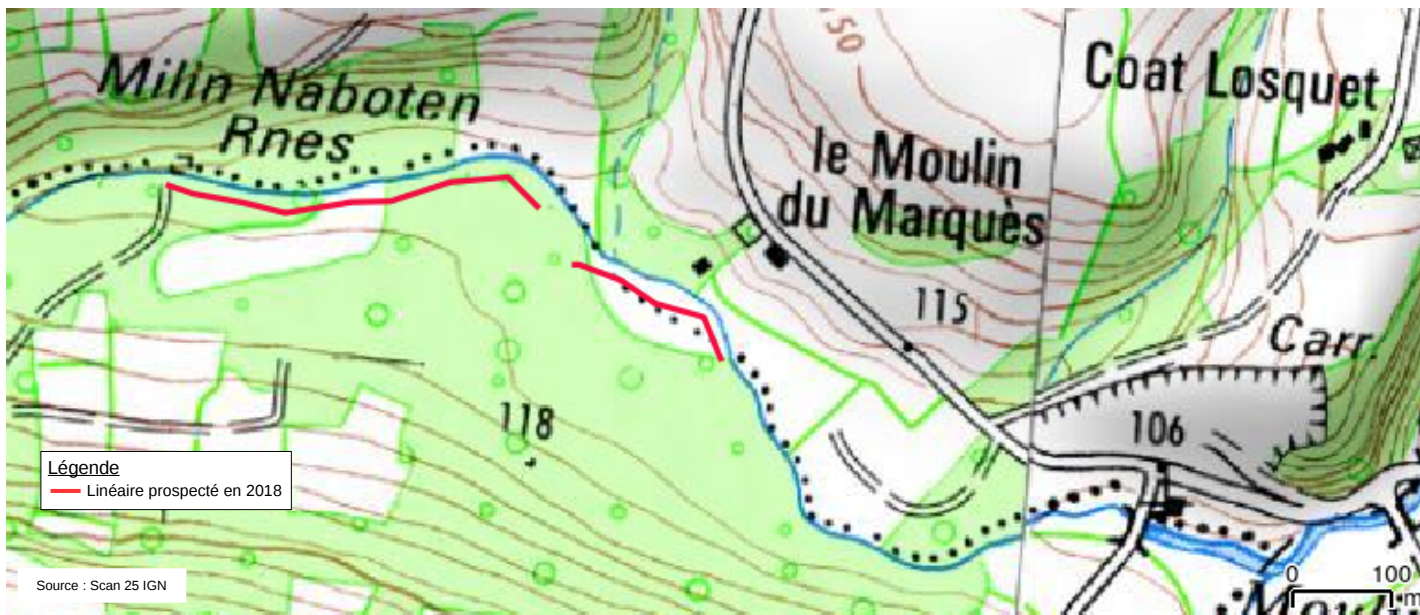 Milin Naboten
Rnes
50
Coat Losquet
le Moulin
du Marquès
115
Carr.
118
106
Légende
Linéaire prospecté en 2018
Source : Scan 25 IGN
0 100
m